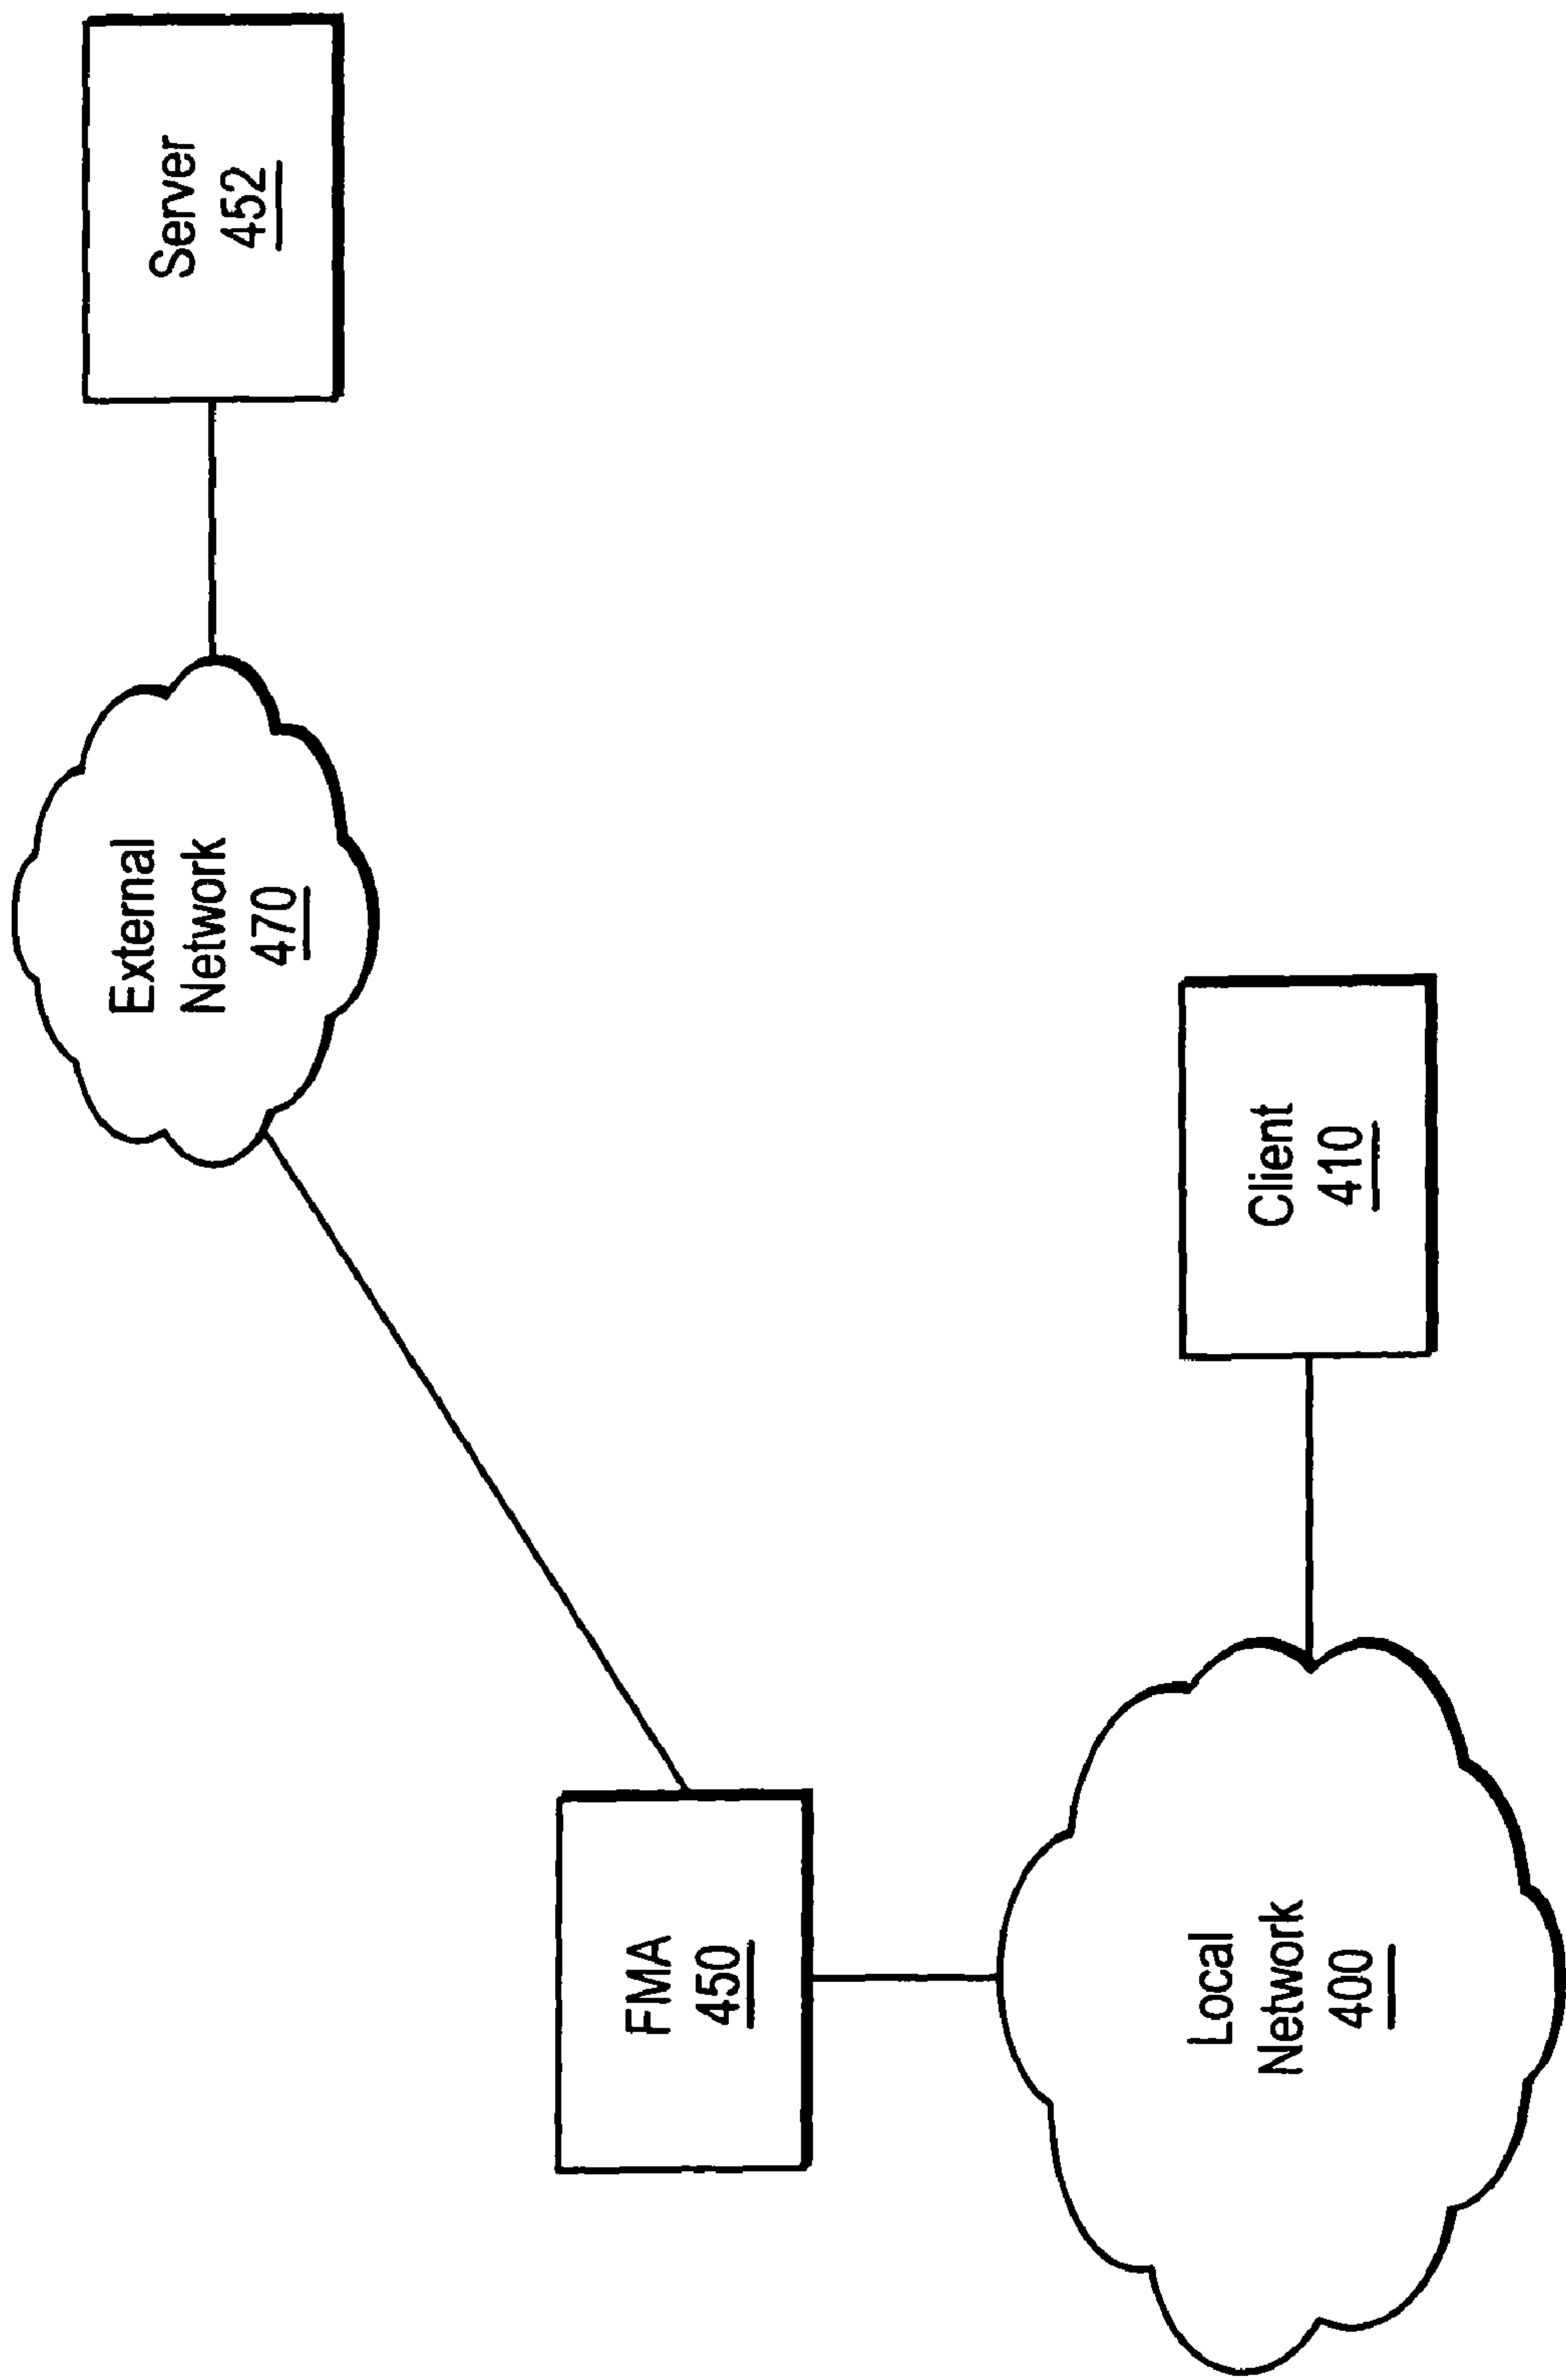 External
Network
470
Server
452
FMA
450
Local
Network
400
Client
410